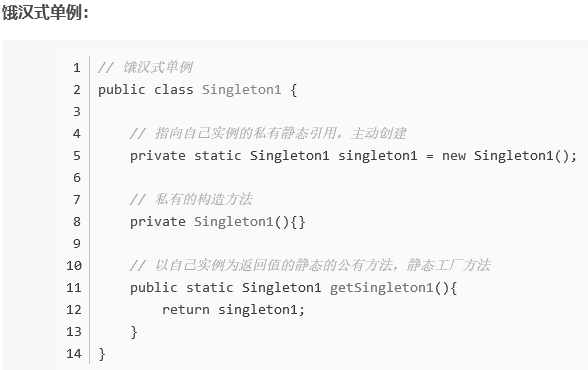 饿汉式单例：
1 // 饿汉式单例
2 public class Singleton1 {
3
4 // 指向自己实例的私有静态引用，主动创建
5 private static Singleton1 singleton1 = new Singleton1();
6
7 // 私有的构造方法
8 private Singleton1(){}
9
10 // 以自己实例为返回值的静态的公有方法，静态工厂方法
11 public static Singleton1 getSingleton1(){
12 return singleton1;
13 }
14 }